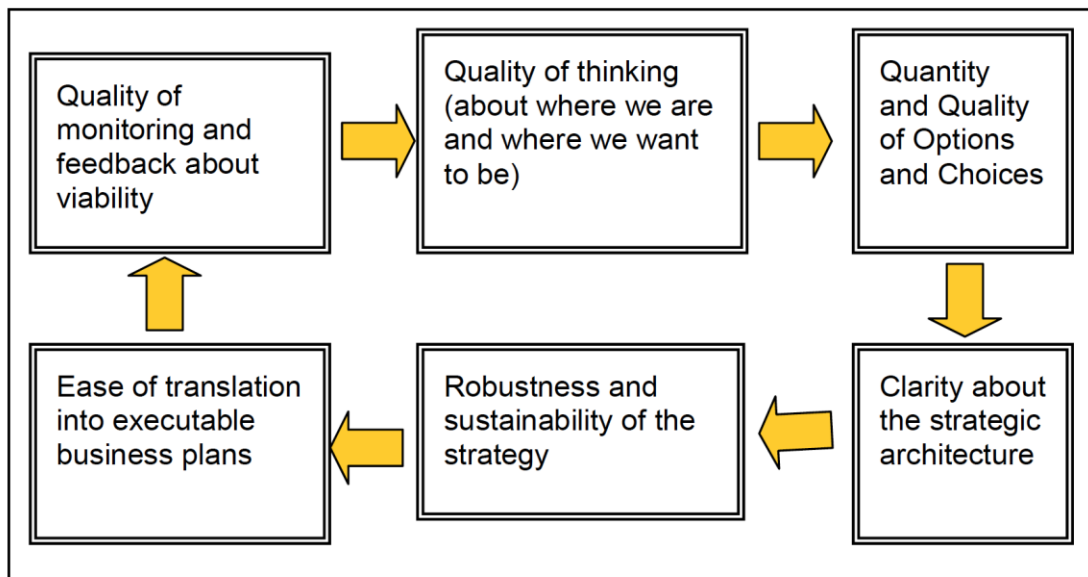 Quality of
monitoring and
feedback about
viability
Quality of thinking
(about where we are
and where we want
to be)
Quantity
and Quality
of Options
and Choices
Clarity about
the strategic
architecture
Robustness and
sustainability of the
strategy
Ease of translation
into executable
business plans